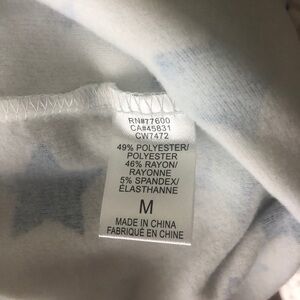 RN#77600
CA#45831
CW7472
49% POLYESTER/
POLYESTER
46% RAYON/
RAYONNE
5% SPANDEX/
ÉLASTHANNE
M
MADE IN CHINA
FABRIQUÉ EN CHINE